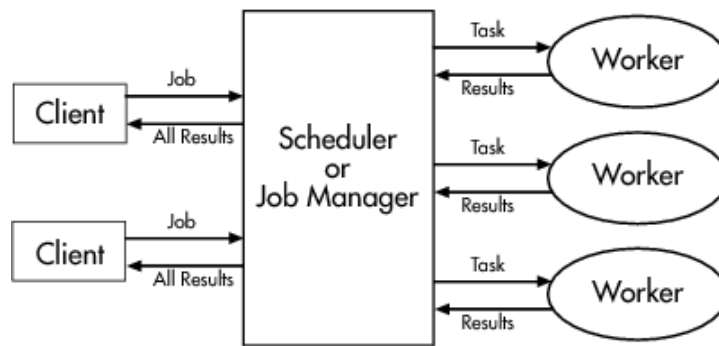 Client
Job
All Results
Client
Job
All Results
Scheduler
or
Job Manager
Task
Results
Worker
Task
Results
Worker
Task
Results
Worker